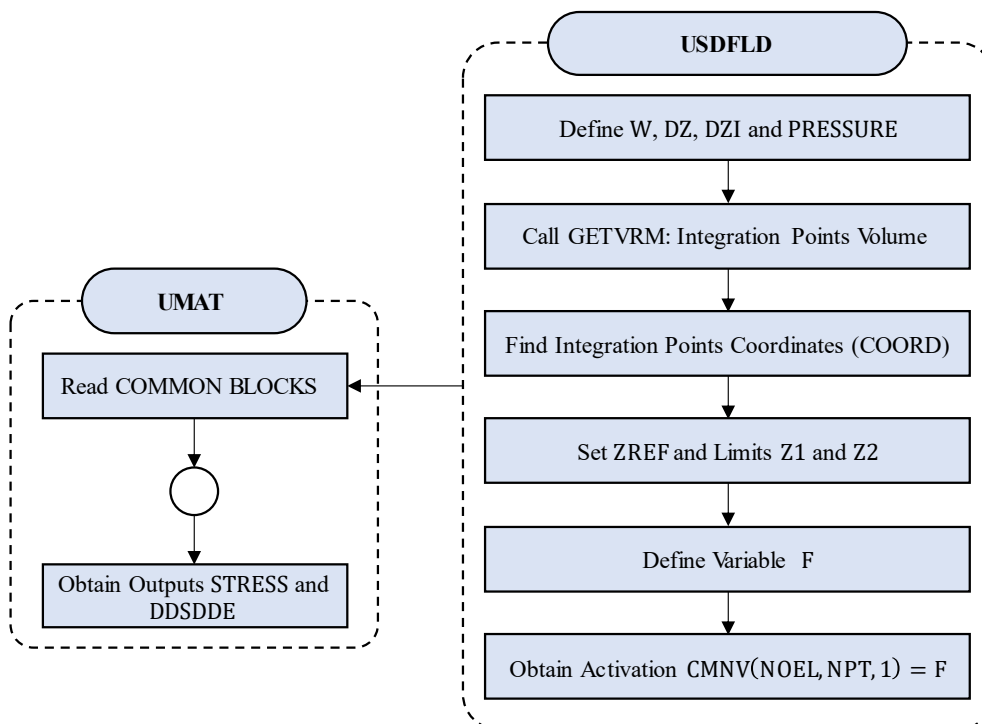 USDFLD
Define W, DZ, DZI and PRESSURE
Call GETVRM: Integration Points Volume
Find Integration Points Coordinates (COORD)
Set ZREF and Limits Z1 and Z2
Define Variable F
Obtain Activation CMNV(NOEL, NPT, 1) = F
UMAT
Read COMMON BLOCKS
Obtain Outputs STRESS and
DDSDDE